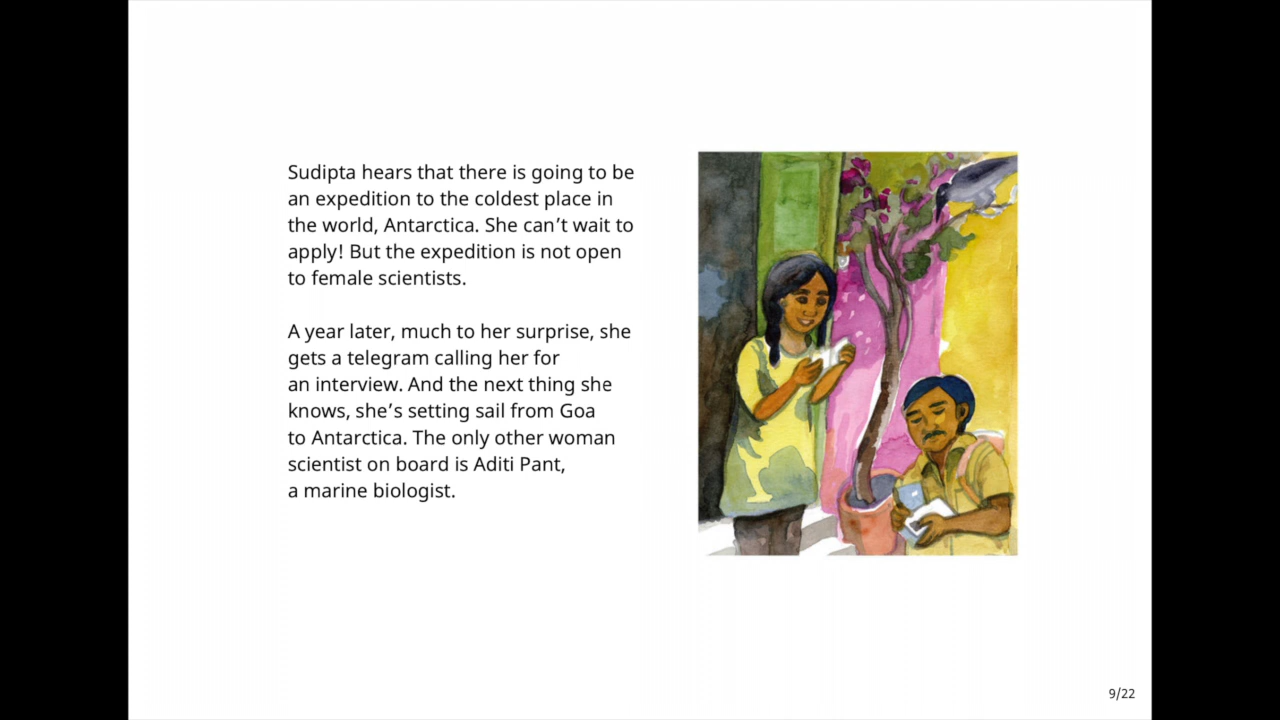 Sudipta hears that there is going to be
an expedition to the coldest place in
the world, Antarctica. She can’t wait to
apply! But the expedition is not open
to female scientists.
A year later, much to her surprise, she
gets a telegram calling her for
an interview. And the next thing she
knows, she’s setting sail from Goa
to Antarctica. The only other woman
scientist on board is Aditi Pant,
a marine biologist.
9/22